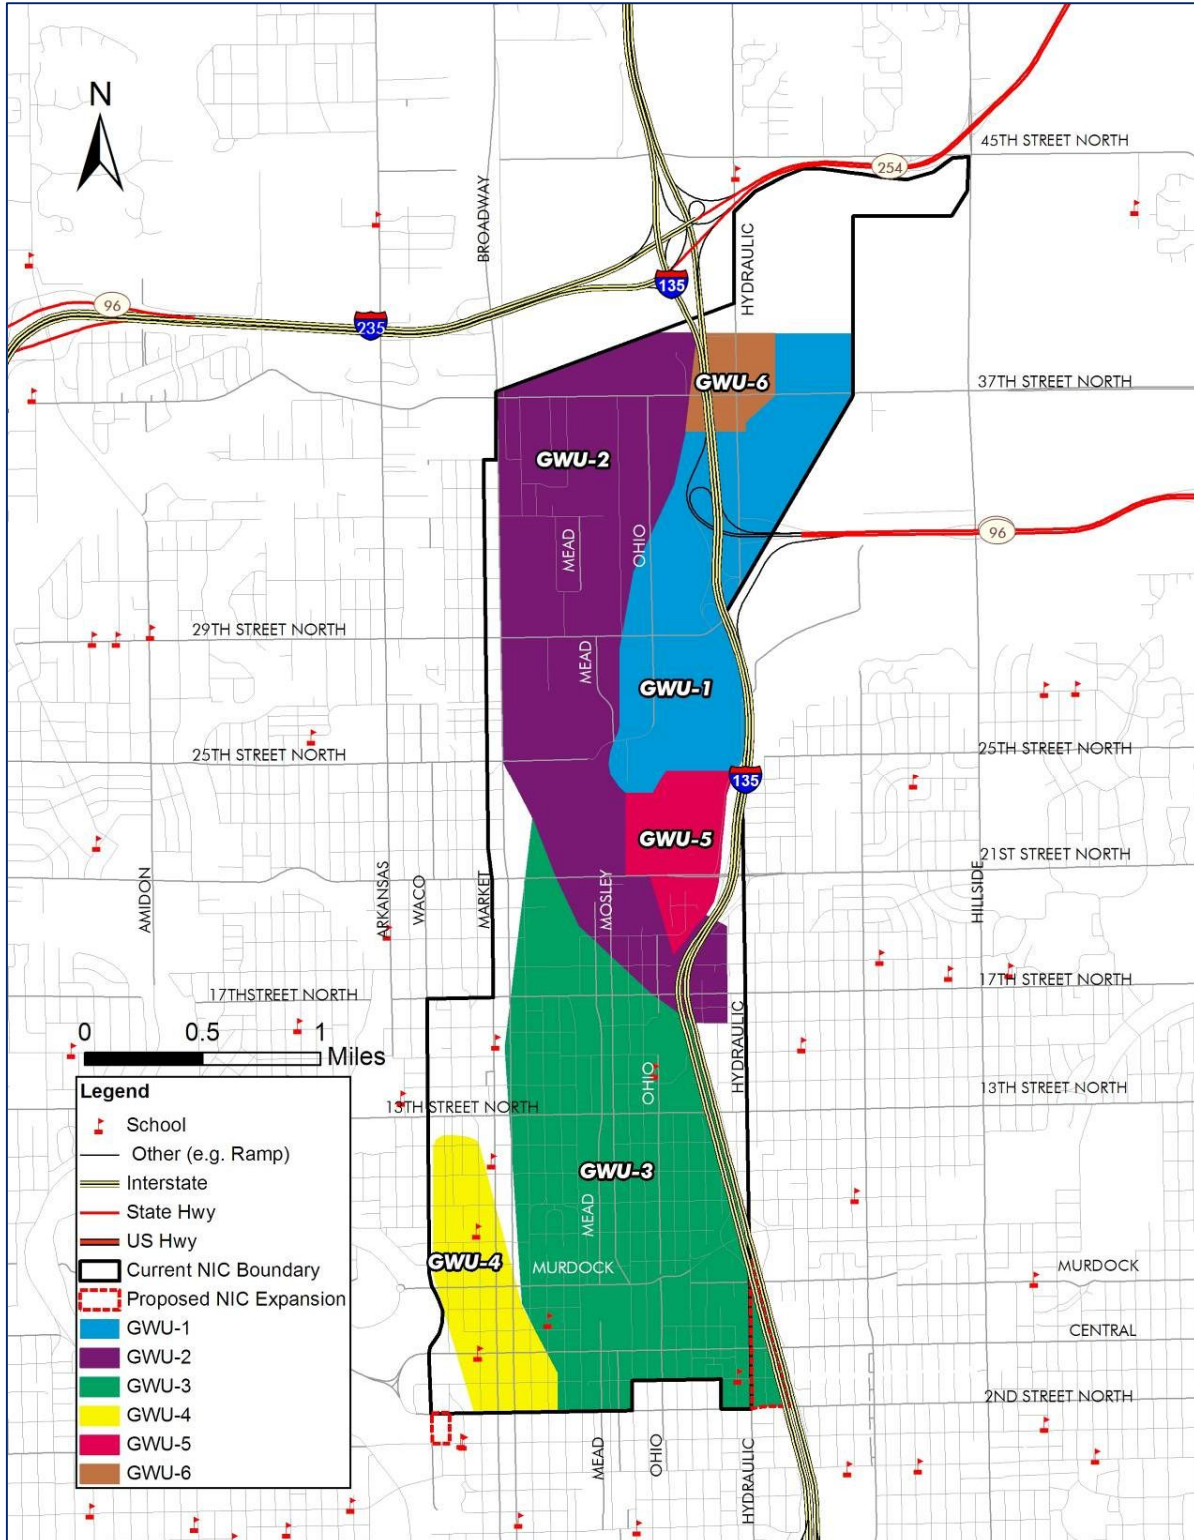 N
45TH STREET NORTH
254
BROADWAY
HYDRAULIC
135
96
235
37TH STREET NORTH
GWU-6
GWU-2
MEAD
OHIO
96
29TH STREET NORTH
MEAD
GWU-1
25TH STREET NORTH
25TH STREET NORTH
135
GWU-5
21ST STREET NORTH
AMIDON
ARKANSAS
WACO
MARKET
MOSLEY
HILLSIDE
17THSTREET NORTH
17TH STREET NORTH
0 0.5 1
Miles
HYDRAULIC
OHIO
13TH STREET NORTH
13TH STREET NORTH
GWU-3
MEAD
GWU-4
MURDOCK
MURDOCK
CENTRAL
2ND STREET NORTH
MEAD
OHIO
HYDRAULIC
Legend
School
Other (e.g. Ramp)
Interstate
State Hwy
US Hwy
Current NIC Boundary
Proposed NIC Expansion
GWU-1
GWU-2
GWU-3
GWU-4
GWU-5
GWU-6